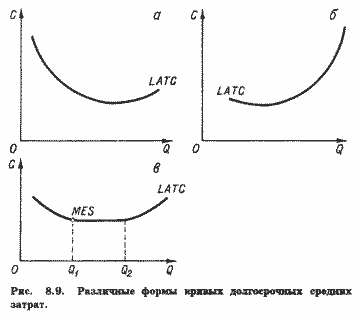 C
а
LATC
O
Q
C
б
LATC
O
Q
C
в
LATC
MES
O
Q₁
Q₂
Q
Рис. 8.9. Различные формы кривых долгосрочных средних
затрат.